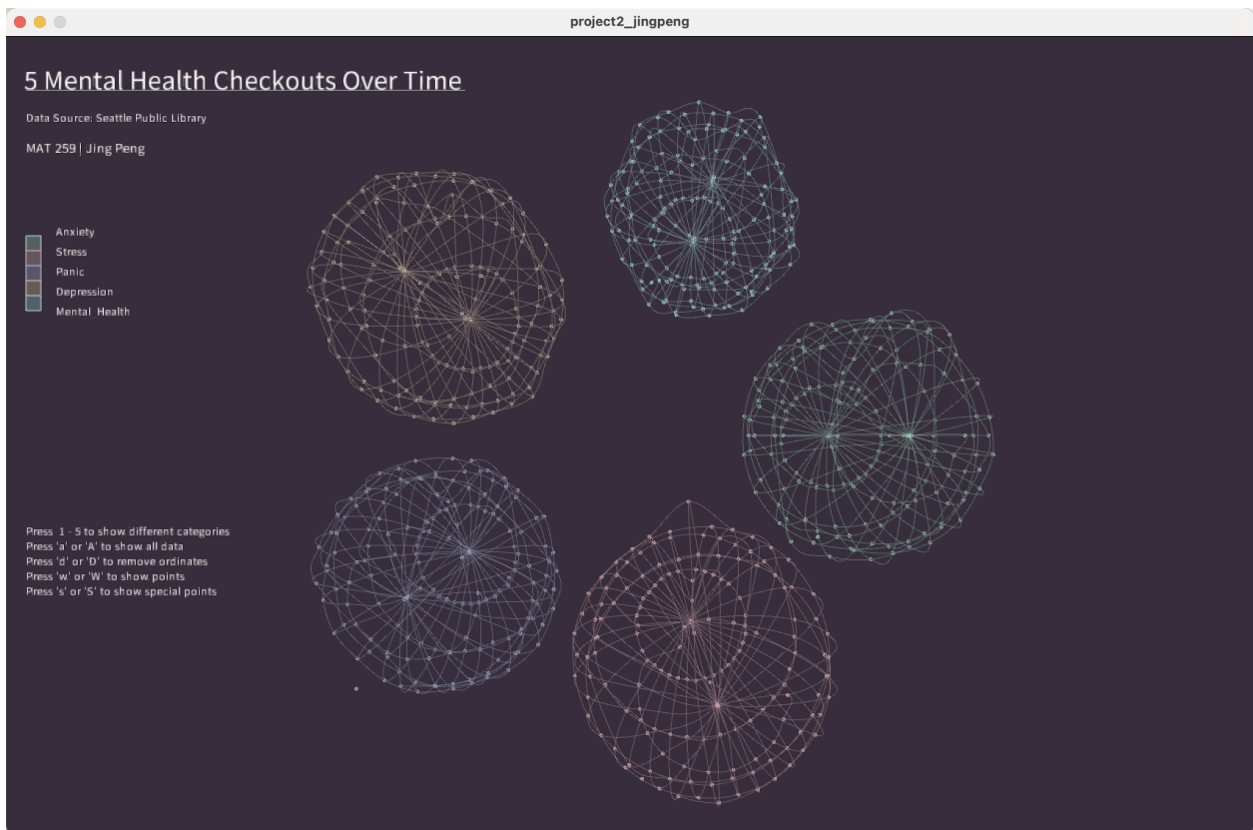 project2_jingpeng
5 Mental Health Checkouts Over Time
Data Source: Seattle Public Library
MAT 259 | Jing Peng
Anxiety
Stress
Panic
Depression
Mental Health
Press 1 - 5 to show different categories
Press 'a' or 'A' to show all data
Press 'd' or 'D' to remove ordinates
Press 'w' or 'W' to show points
Press 's' or 'S' to show special points